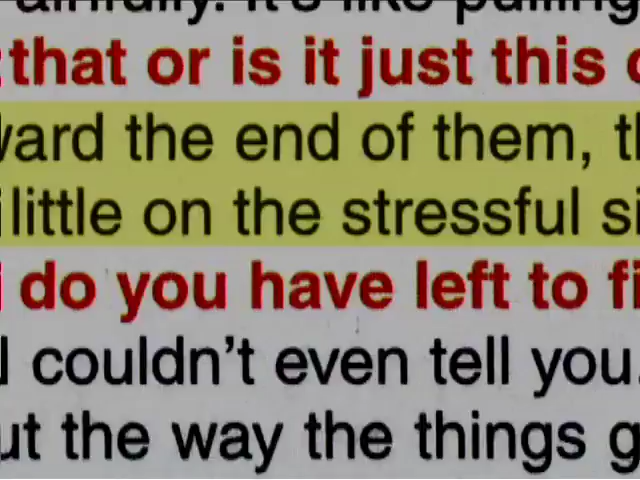 that or is it just this
the end of them,
little on the stressful
do you have left to
I couldn't even tell you.
the way the things